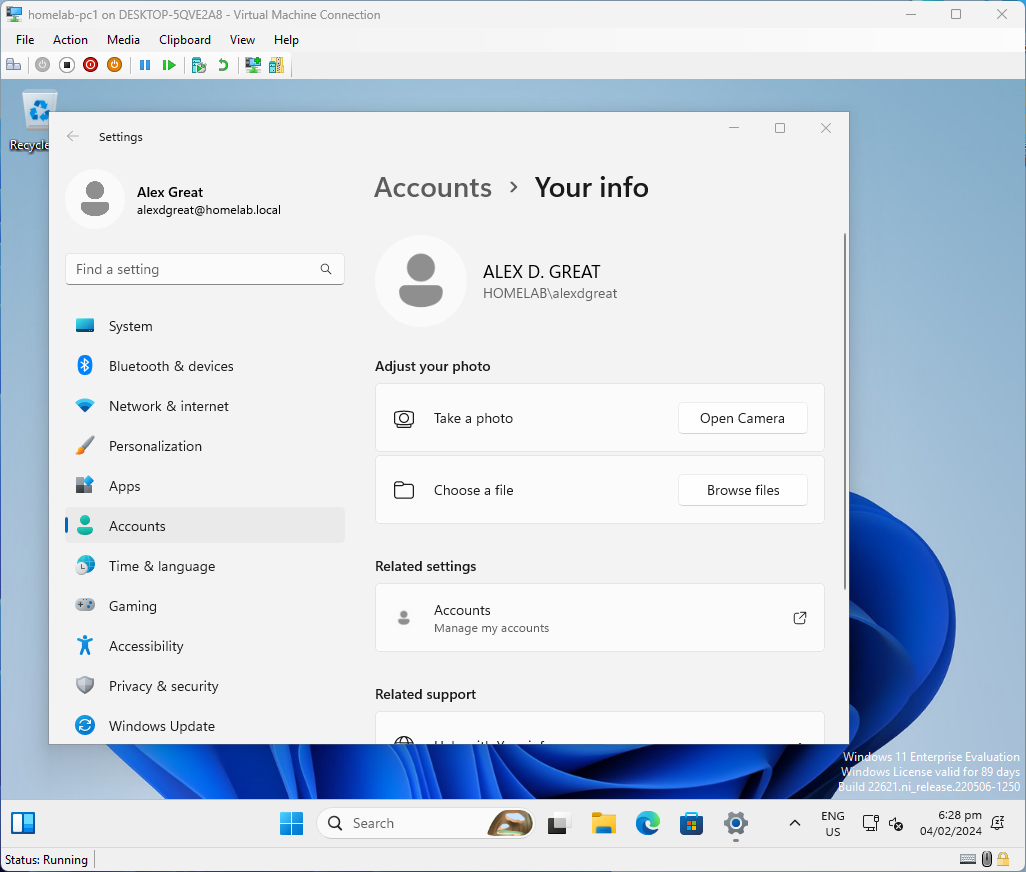 homelab-pc1 on DESKTOP-5QVE2A8 - Virtual Machine Connection
File Action Media Clipboard View Help
Recycle
Settings
Alex Great
alexdgreat@homelab.local
Find a setting
System
Bluetooth & devices
Network & internet
Personalization
Apps
Accounts
Time & language
Gaming
Accessibility
Privacy & security
Windows Update
Accounts > Your info
ALEX D. GREAT
HOMELAB\alexdgreat
Adjust your photo
Take a photo
Open Camera
Choose a file
Browse files
Related settings
Accounts
Manage my accounts
Related support
Help with Your info
Windows 11 Enterprise Evaluation
Windows License valid for 89 days
Build 22621.ni_release.220506-1250
Search
ENG
US
6:28 pm
04/02/2024
Status: Running